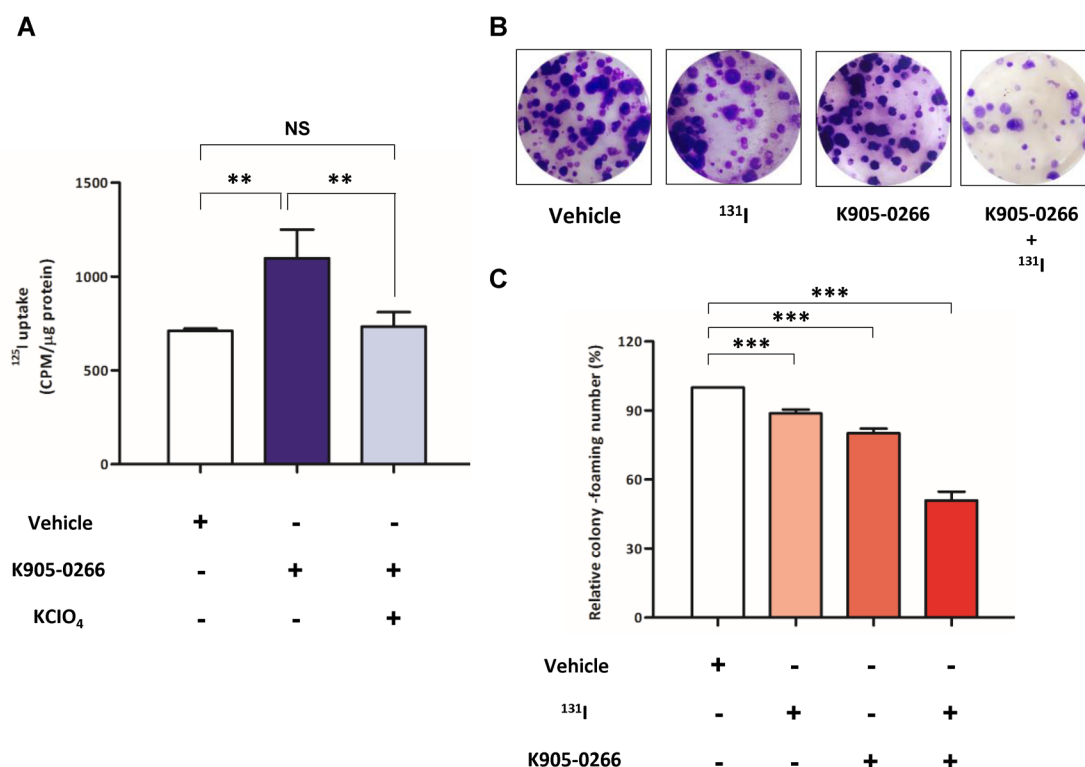 A
NS
**
**
1500
1000
500
0
¹²⁵I uptake
(CPM/µg protein)
Vehicle + - -
K905-0266 - + +
KClO₄ - - +
B
Vehicle
¹³¹I
K905-0266
K905-0266
+
¹³¹I
C
***
***
***
120
90
60
30
0
Relative colony -foaming number (%)
Vehicle + - - -
¹³¹I - + - +
K905-0266 - - + +